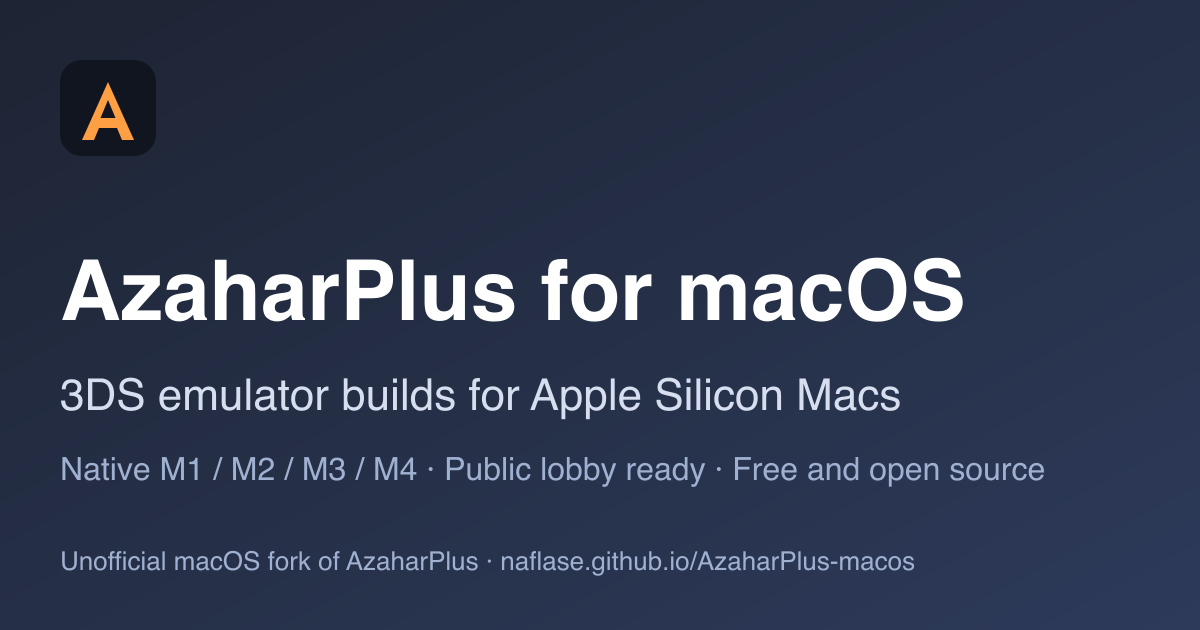 A
AzaharPlus for macOS
3DS emulator builds for Apple Silicon Macs
Native M1 / M2 / M3 / M4 · Public lobby ready · Free and open source
Unofficial macOS fork of AzaharPlus · naflase.github.io/AzaharPlus-macos